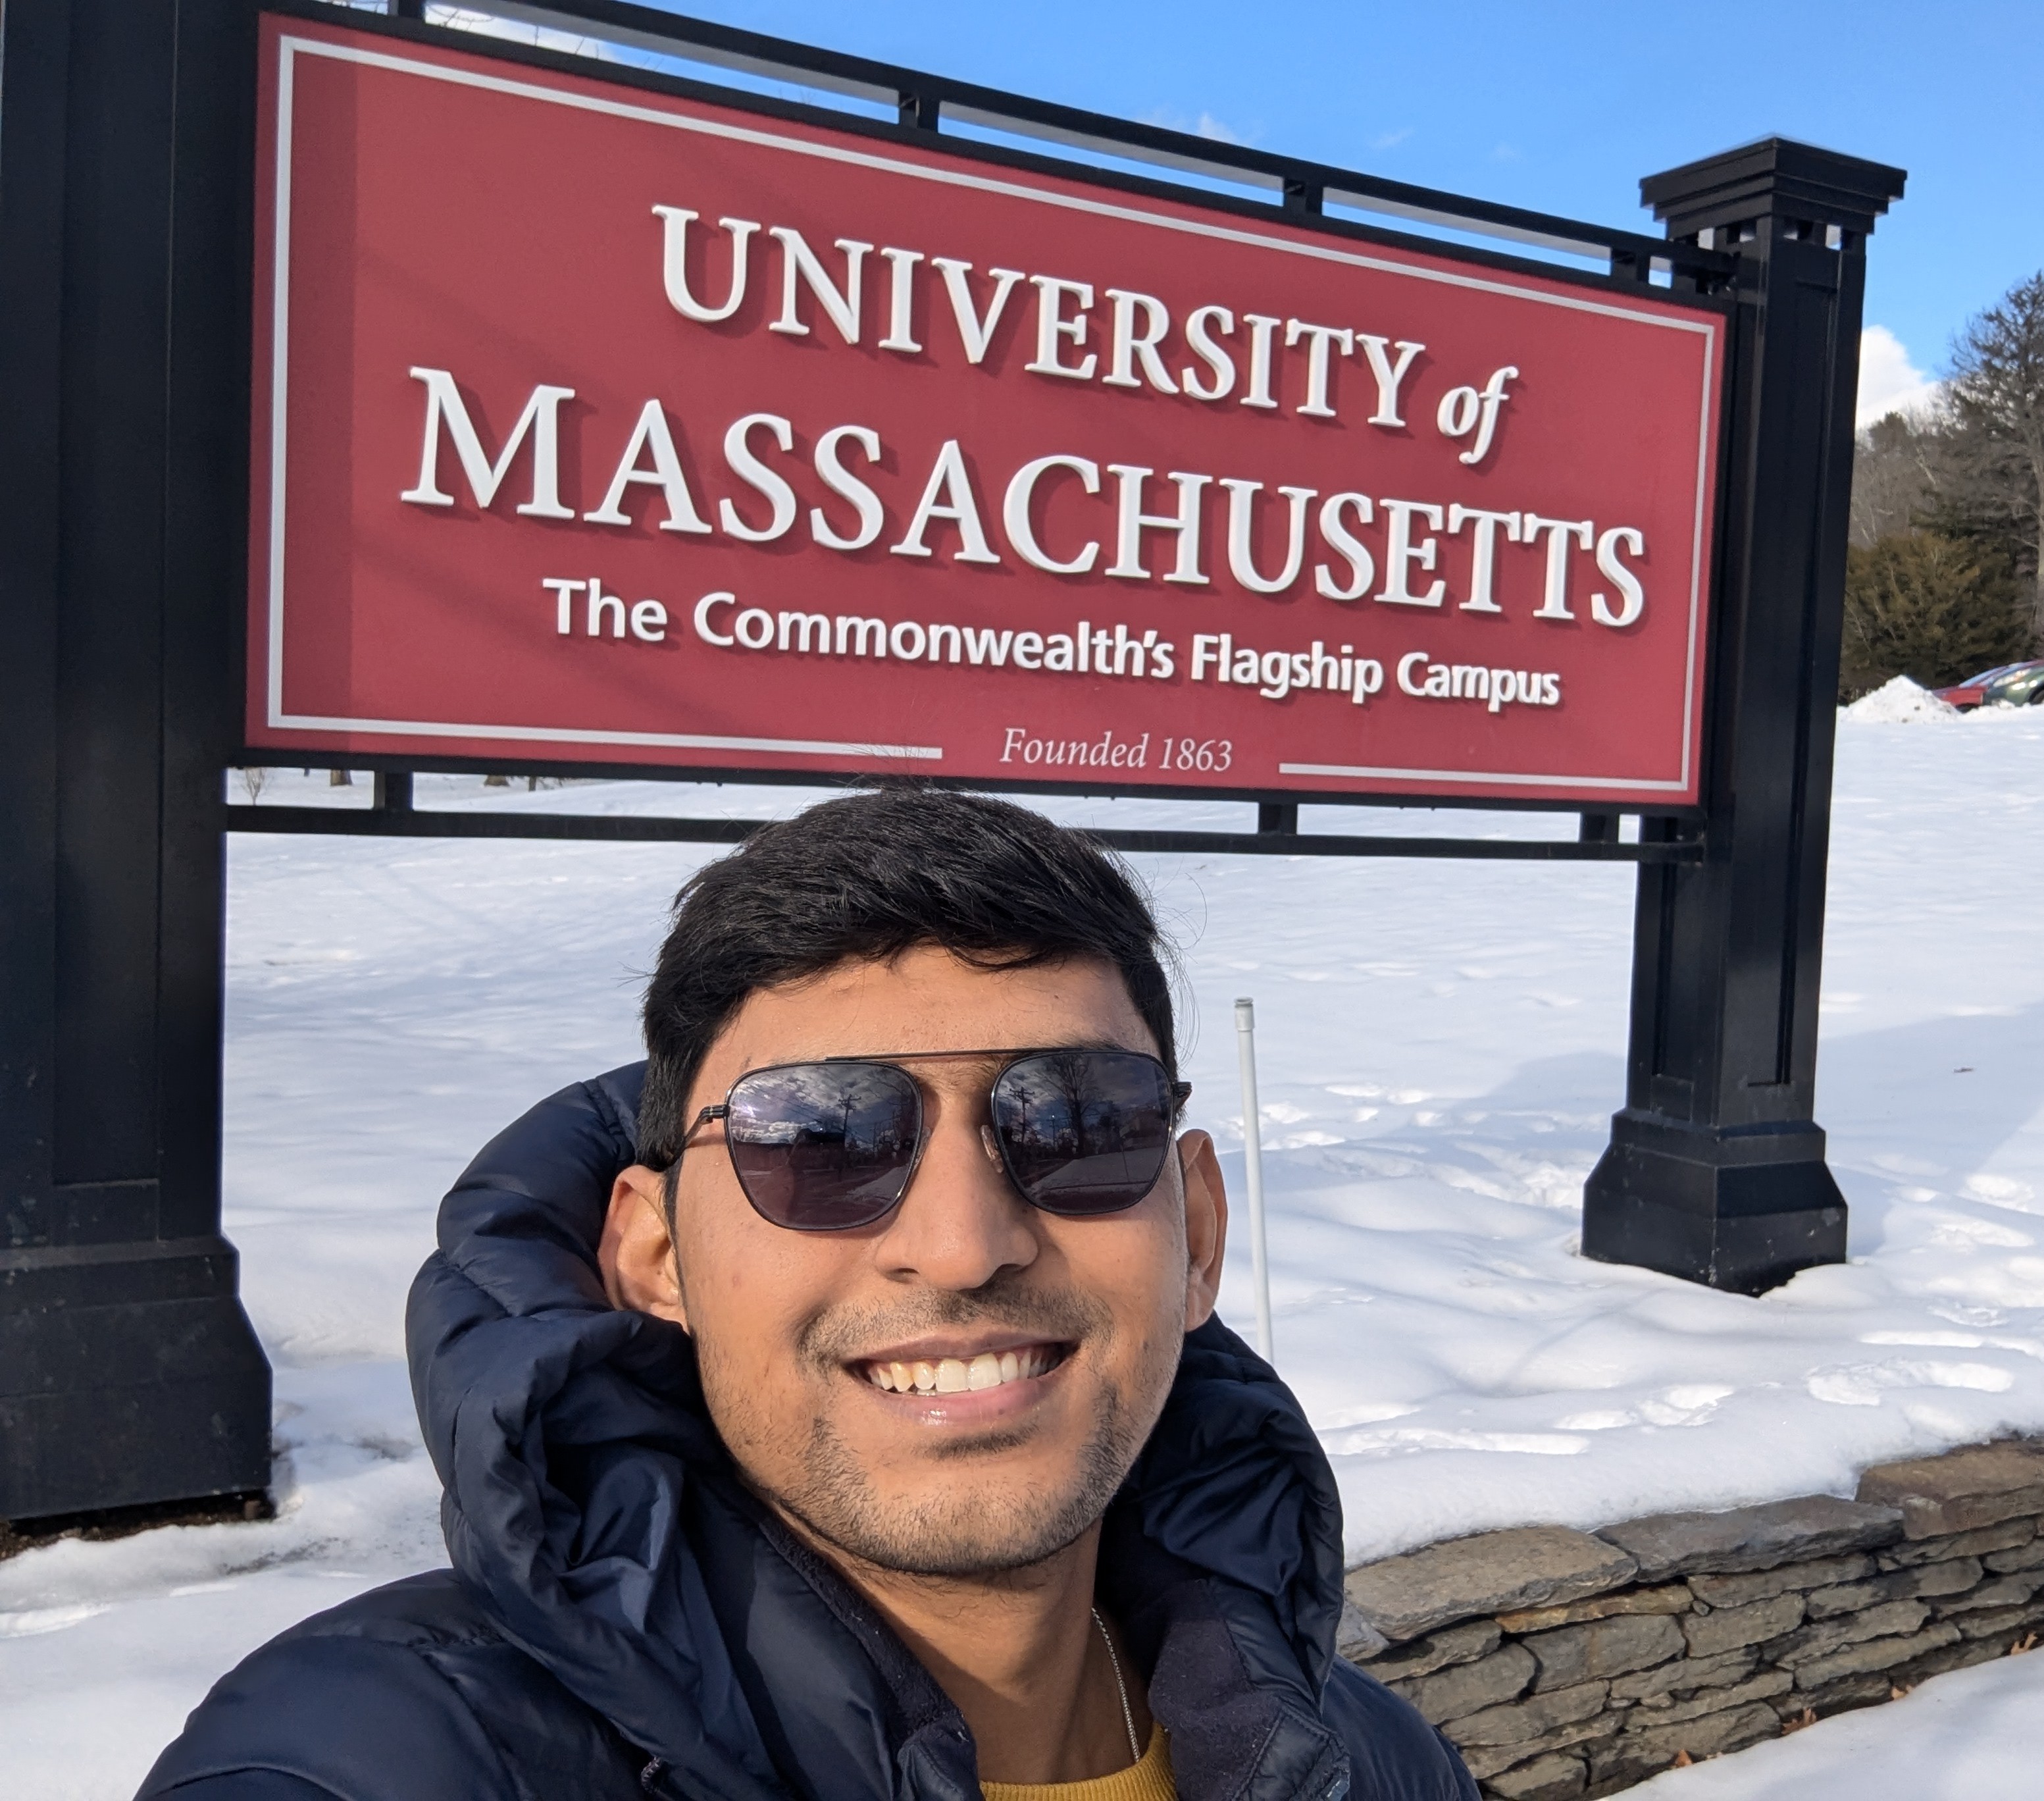 UNIVERSITY of
MASSACHUSETTS
The Commonwealth's Flagship Campus
Founded 1863